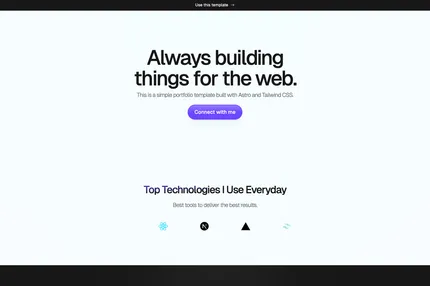 Use this template →
Always building
things for the web.
This is a simple portfolio template built with Astro and Tailwind CSS.
Connect with me
Top Technologies I Use Everyday
Best tools to deliver the best results.
N